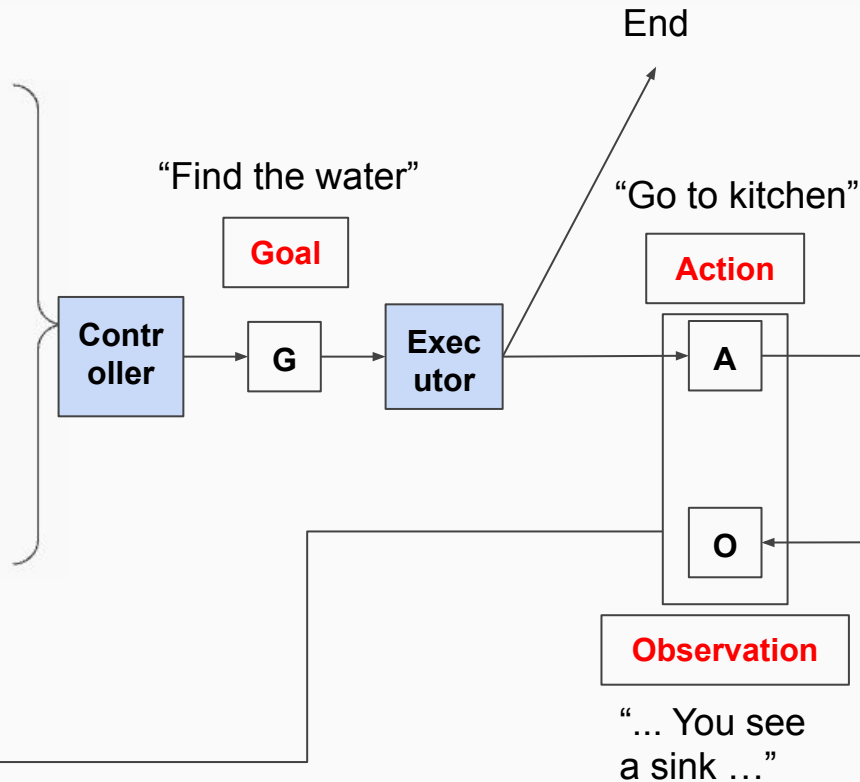 End
“Find the water”
“Go to kitchen”
Goal
Action
Contr
oller
G
Exec
utor
A
O
Observation
“... You see
a sink …”